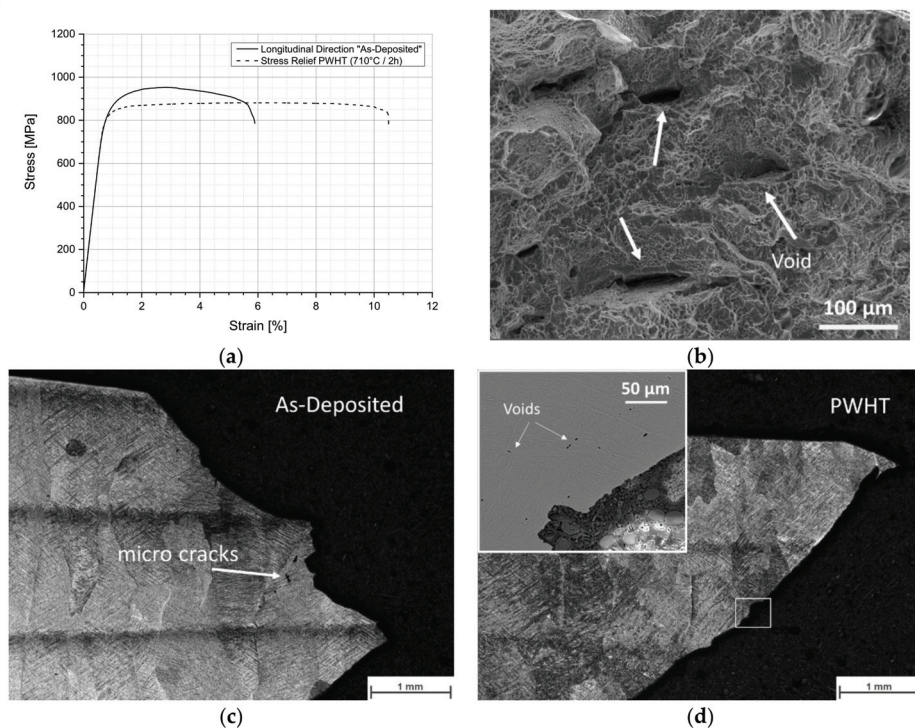 1200
1000
800
600
400
200
0
Stress [MPa]
Longitudinal Direction "As-Deposited"
Stress Relief PWHT (710°C / 2h)
0 2 4 6 8 10 12
Strain [%]
(a)
Void
100 µm
(b)
As-Deposited
micro cracks
1 mm
(c)
Voids
50 µm
PWHT
1 mm
(d)